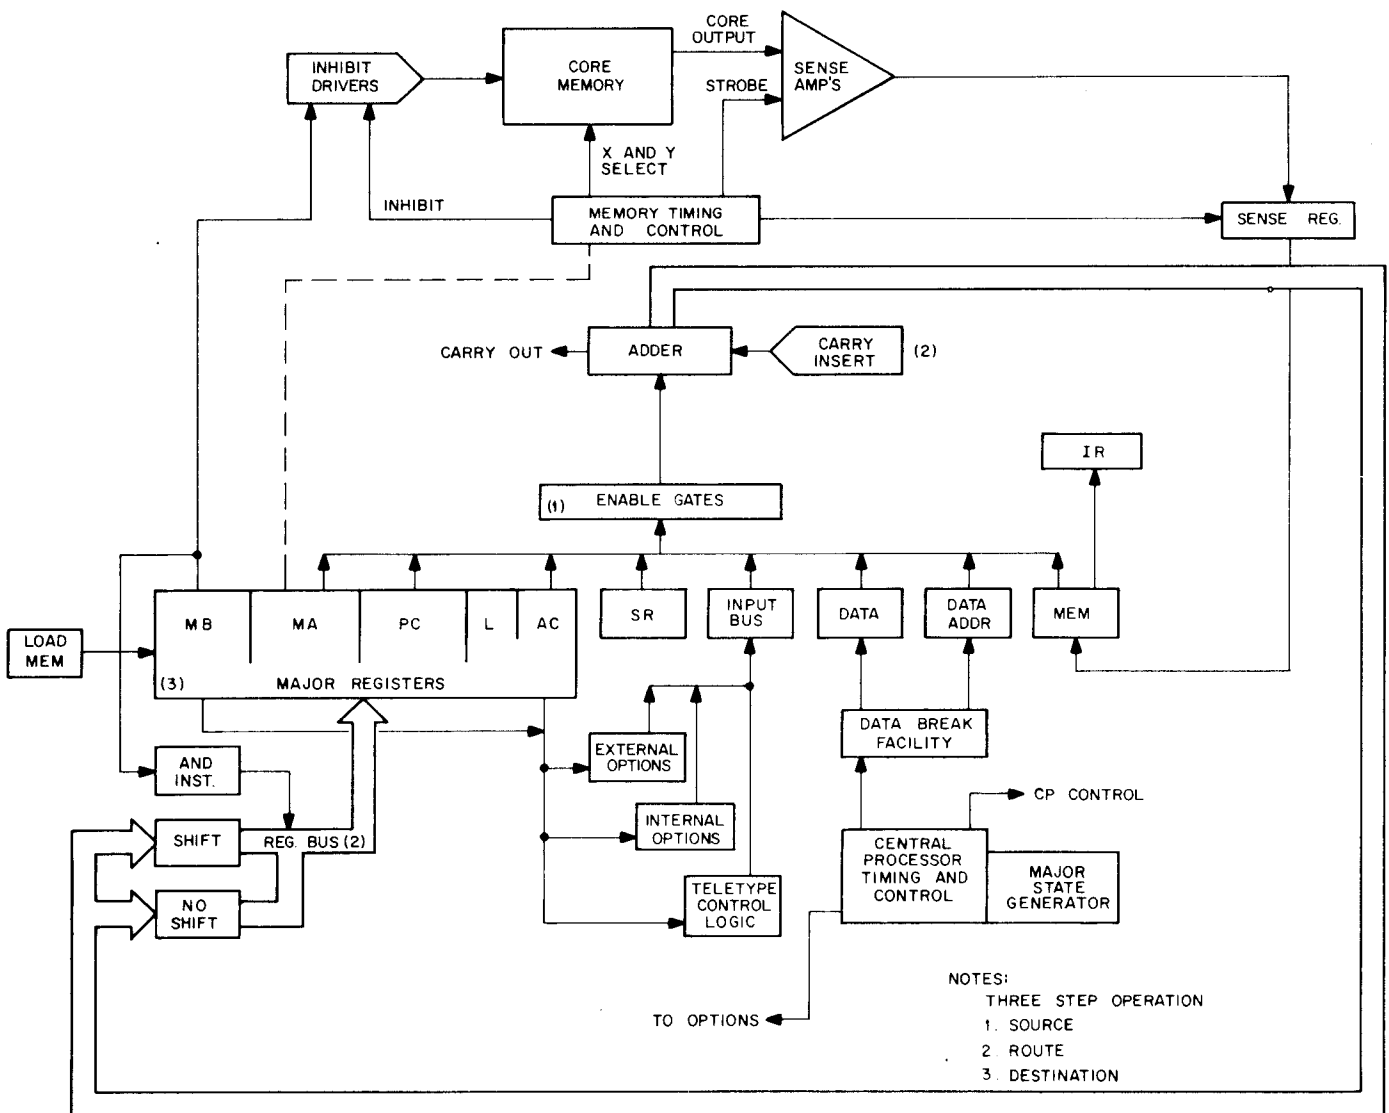 CORE
OUTPUT
INHIBIT
DRIVERS
CORE
MEMORY
SENSE
AMP'S
STROBE
X AND Y
SELECT
INHIBIT
MEMORY TIMING
AND CONTROL
SENSE REG.
CARRY OUT
ADDER
CARRY
INSERT
(2)
IR
(1) ENABLE GATES
MB MA PC L AC
SR
INPUT
BUS
DATA
DATA
ADDR
MEM
LOAD
MEM
(3) MAJOR REGISTERS
DATA BREAK
FACILITY
EXTERNAL
OPTIONS
AND
INST.
CP CONTROL
INTERNAL
OPTIONS
SHIFT
REG. BUS (2)
CENTRAL
PROCESSOR
TIMING AND
CONTROL
MAJOR
STATE
GENERATOR
TELETYPE
CONTROL
LOGIC
NO
SHIFT
TO OPTIONS
NOTES:
THREE STEP OPERATION
1. SOURCE
2. ROUTE
3. DESTINATION